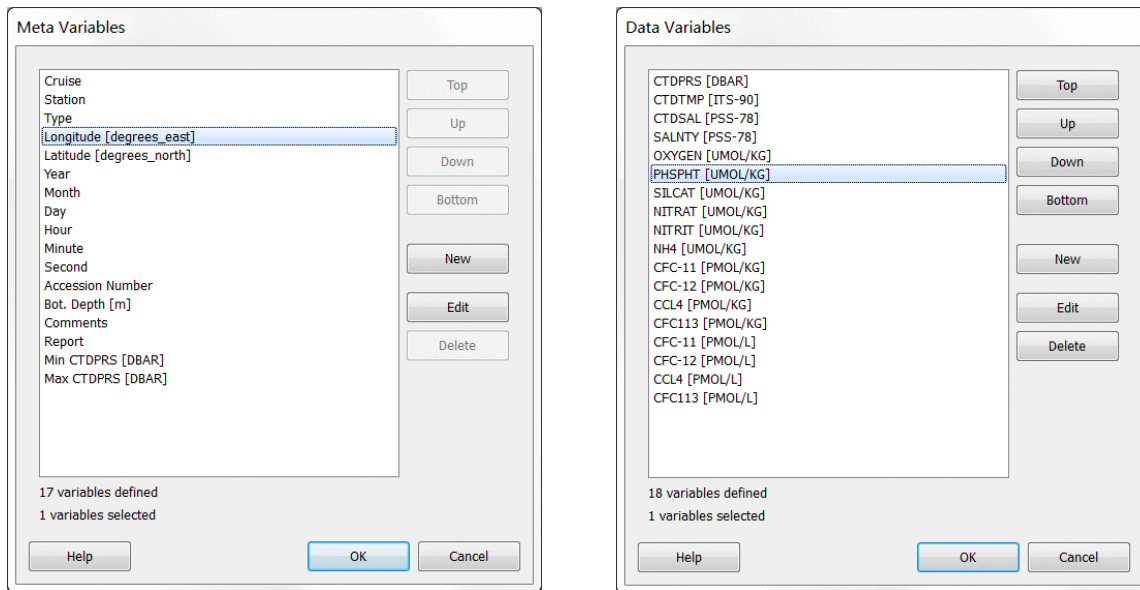 Meta Variables
Cruise
Station
Type
Longitude [degrees_east]
Latitude [degrees_north]
Year
Month
Day
Hour
Minute
Second
Accession Number
Bot. Depth [m]
Comments
Report
Min CTDPRS [DBAR]
Max CTDPRS [DBAR]
Top
Up
Down
Bottom
New
Edit
Delete
17 variables defined
1 variables selected
Help
OK
Cancel
Data Variables
CTDPRS [DBAR]
CTDTMP [ITS-90]
CTDSAL [PSS-78]
SALNTY [PSS-78]
OXYGEN [UMOL/KG]
PHSPHT [UMOL/KG]
SILCAT [UMOL/KG]
NITRAT [UMOL/KG]
NITRIT [UMOL/KG]
NH4 [UMOL/KG]
CFC-11 [PMOL/KG]
CFC-12 [PMOL/KG]
CCL4 [PMOL/KG]
CFC113 [PMOL/KG]
CFC-11 [PMOL/L]
CFC-12 [PMOL/L]
CCL4 [PMOL/L]
CFC113 [PMOL/L]
Top
Up
Down
Bottom
New
Edit
Delete
18 variables defined
1 variables selected
Help
OK
Cancel